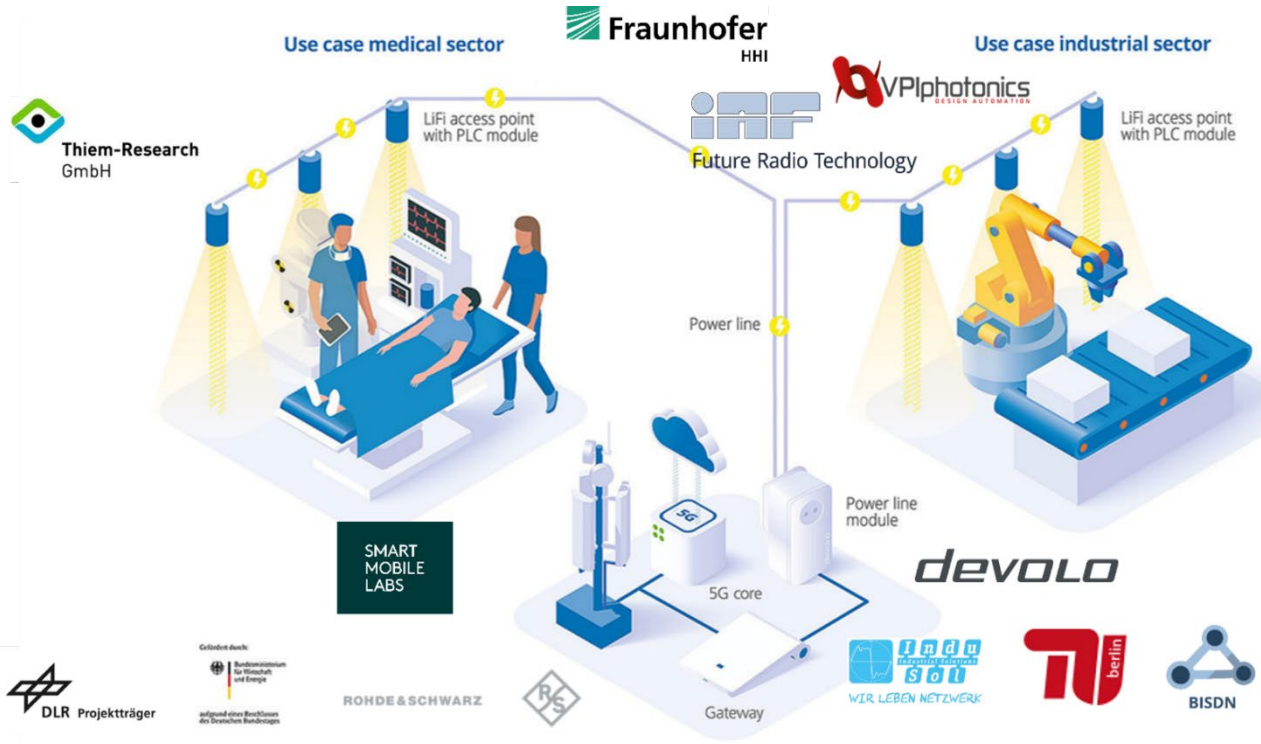 Fraunhofer
HHI
Use case medical sector
Use case industrial sector
VPIphotonics
DESIGN AUTOMATION
iAF
Future Radio Technology
LiFi access point
with PLC module
LiFi access point
with PLC module
Thiem-Research
GmbH
Power line
5G
Power line
module
SMART
MOBILE
LABS
devolo
5G core
Gefördert durch:
Bundesministerium
für Wirtschaft
und Energie
aufgrund eines Beschlusses
des Deutschen Bundestages
DLR Projektträger
ROHDE & SCHWARZ
R S
Gateway
Indu
Industrial Solutions
Sol
WIR LEBEN NETZWERK
TU
berlin
BISDN